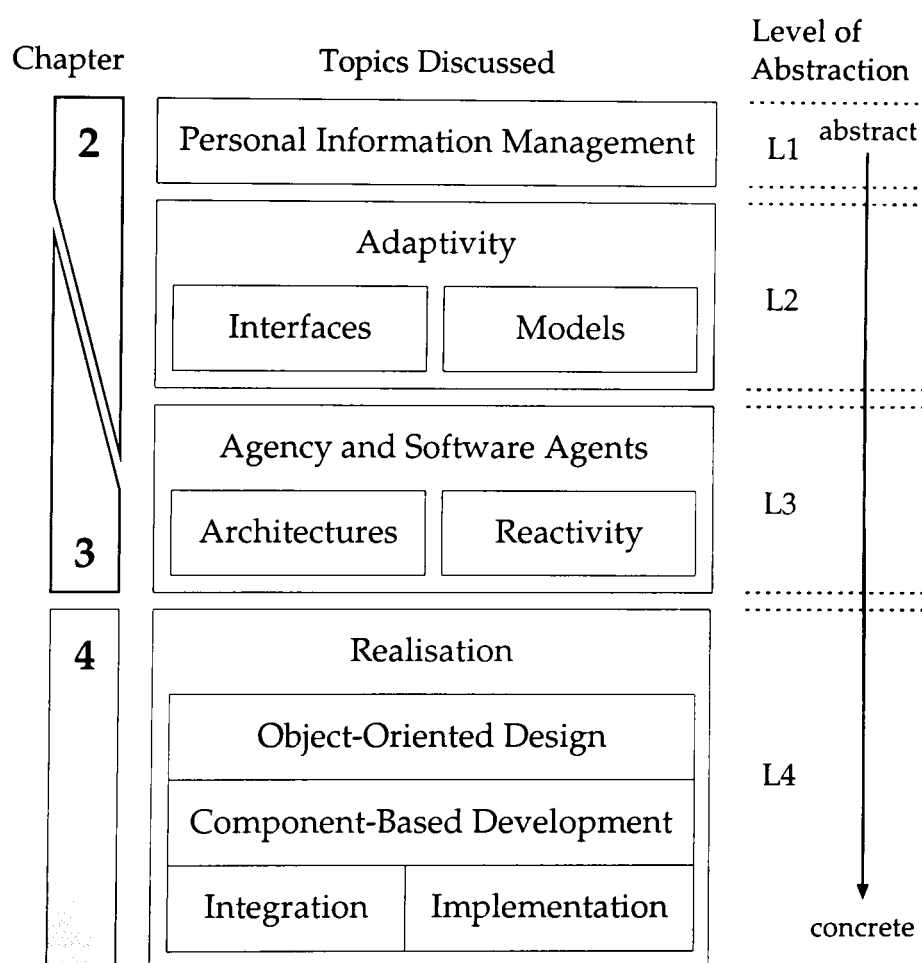 Chapter
Topics Discussed
Level of
Abstraction
2
Personal Information Management
L1
abstract
Adaptivity
Interfaces
Models
L2
Agency and Software Agents
Architectures
Reactivity
L3
3
4
Realisation
Object-Oriented Design
Component-Based Development
L4
Integration
Implementation
concrete